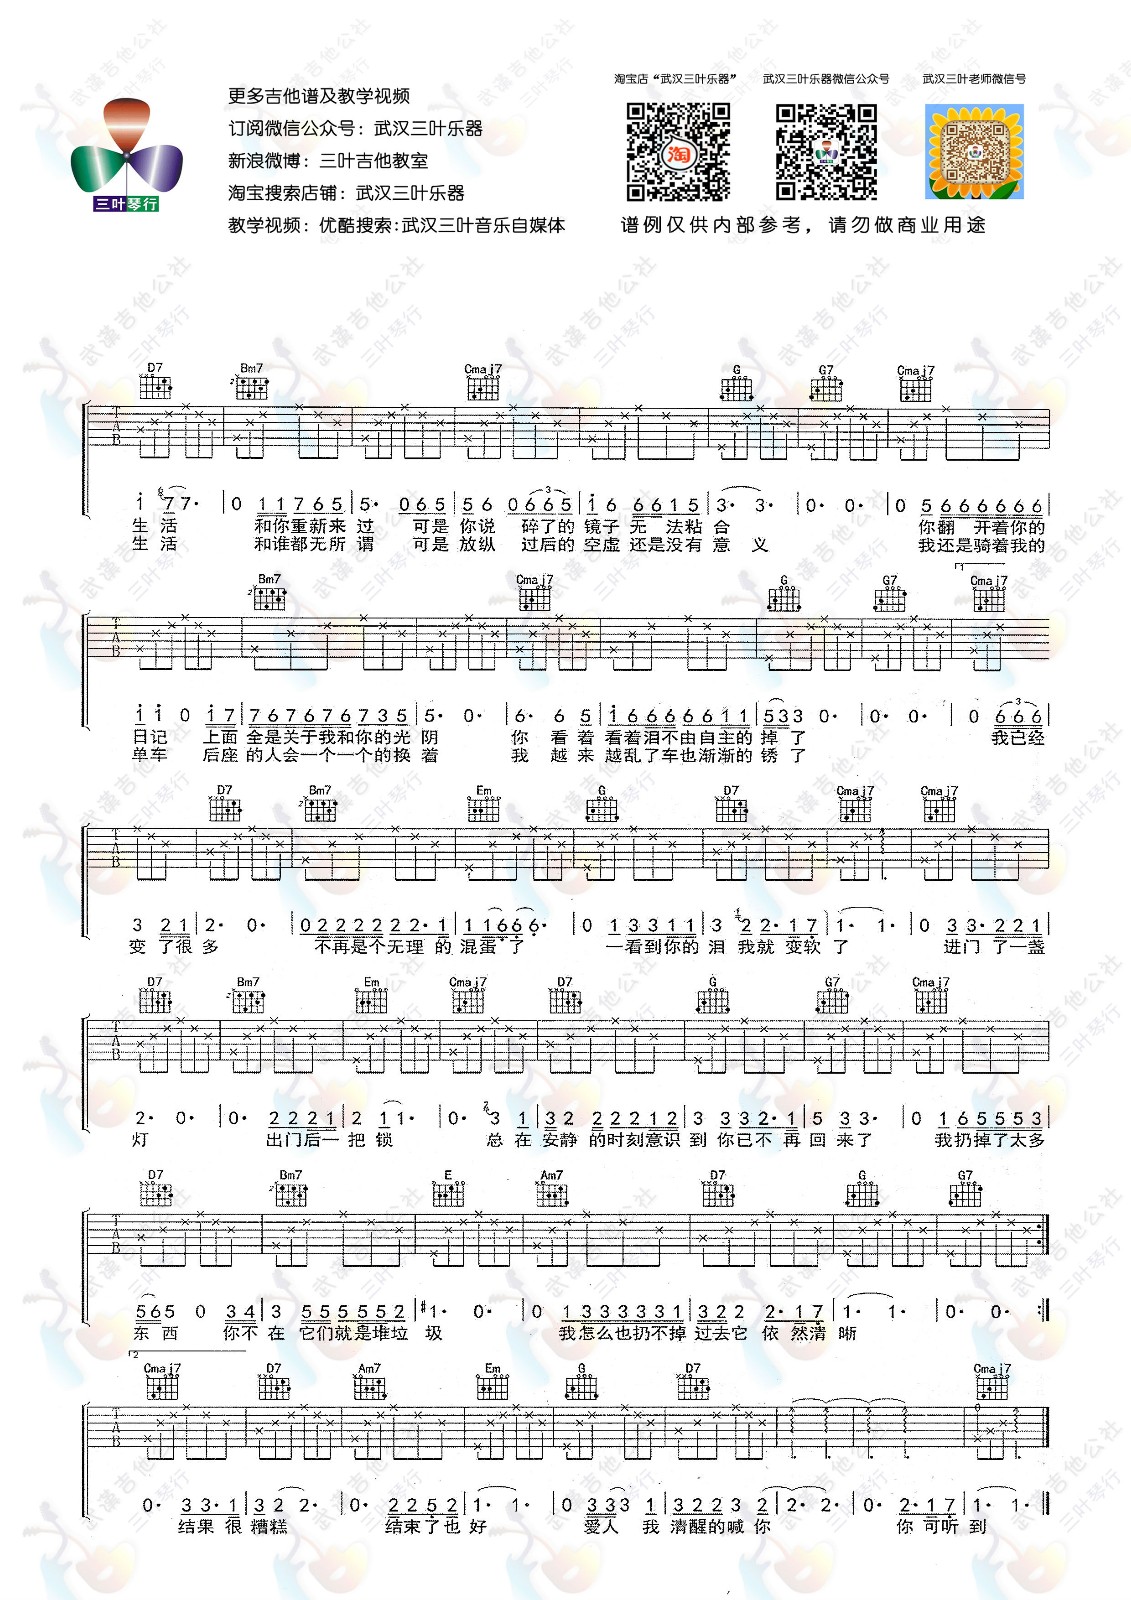 淘宝店“武汉三叶乐器”
武汉三叶乐器微信公众号
武汉三叶老师微信号
更多吉他谱及教学视频
订阅微信公众号：武汉三叶乐器
新浪微博：三叶吉他教室
淘宝搜索店铺：武汉三叶乐器
教学视频：优酷搜索:武汉三叶音乐自媒体
三叶琴行
淘
谱例仅供内部参考，请勿做商业用途
D7 Bm7 Cmaj7 G G7 Cmaj7
生活 和你重新来过 可是你说 碎了的镜子无法粘合 你翻开着你的
生活 和谁都无所谓 可是放纵 过后的空虚还是没有意义 我还是骑着我的
Bm7 Cmaj7 G G7 Cmaj7
日记 上面全是关于我和你的光阴 你看着看着泪不由自主的掉了 我已经
单车 后座的人会一个一个的换着 我越来越乱了车也渐渐的锈了
D7 Bm7 Em G D7 Cmaj7 Cmaj7
变了很多 不再是个无理的混蛋了 一看到你的泪我就变软了 进门了一盏
D7 Bm7 Em Cmaj7 D7 G G7 Cmaj7
灯 出门后一把锁 总在安静的时刻意识到你已不再回来了 我扔掉了太多
D7 Bm7 E Am7 D7 G G7
东西 你不在它们就是堆垃圾 我怎么也扔不掉过去它依然清晰
Cmaj7 D7 Am7 Em G D7 Cmaj7
结果很糟糕 结束了也好 爱人我清醒的喊你 你可听到